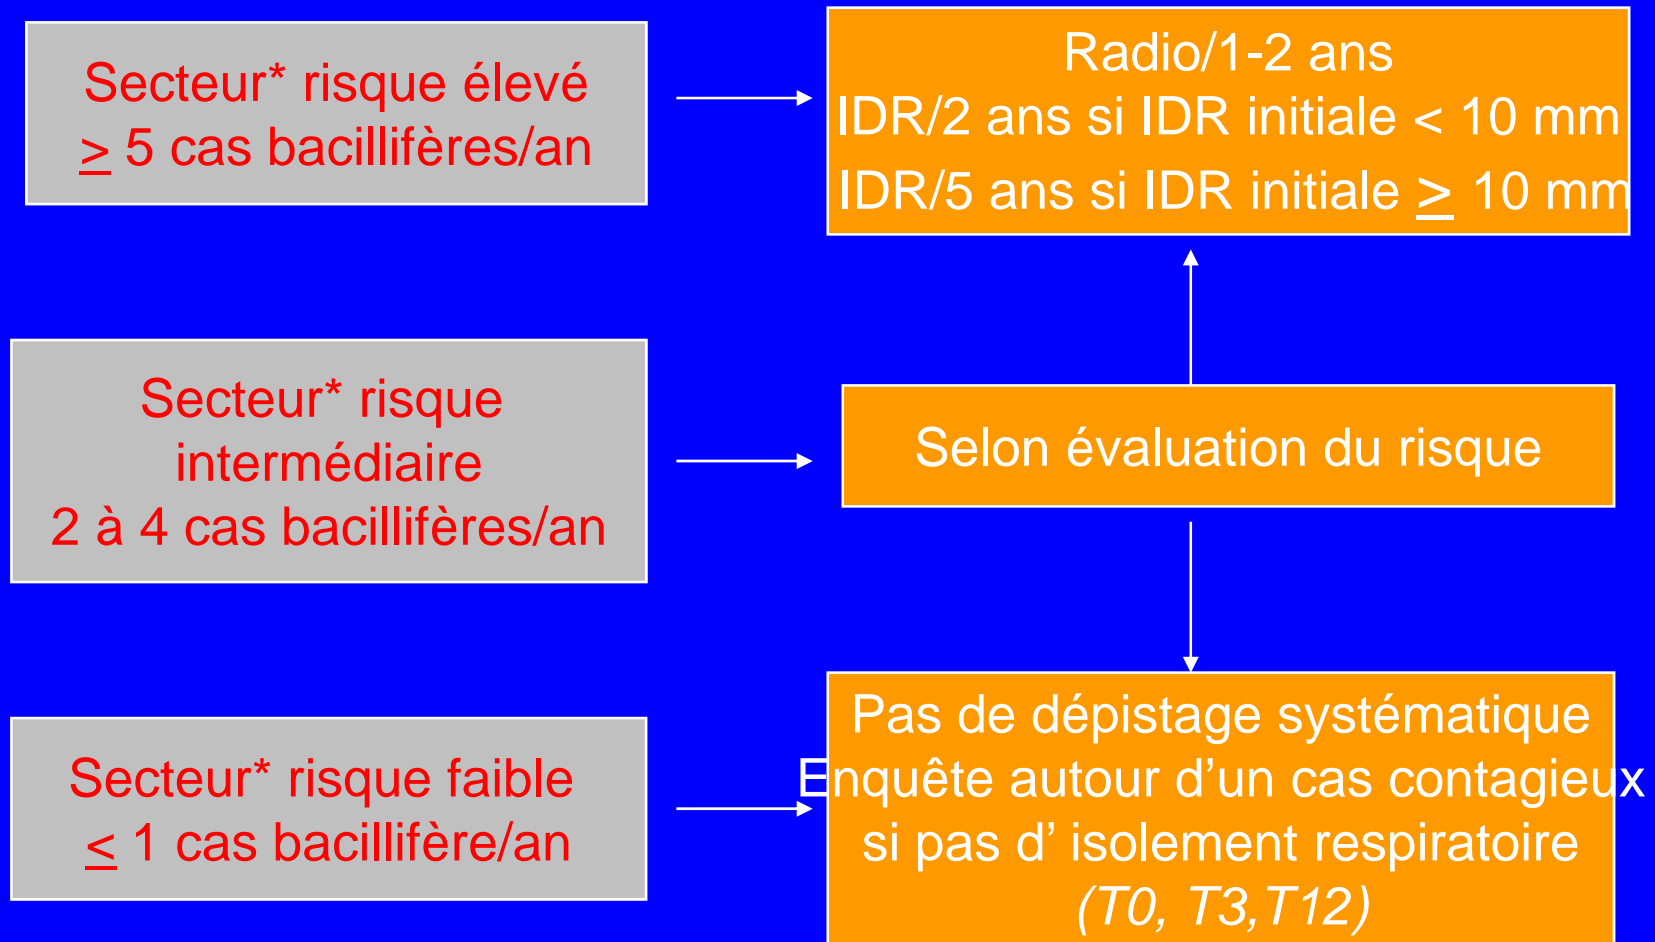 Secteur* risque élevé
≥ 5 cas bacillifères/an
Radio/1-2 ans
IDR/2 ans si IDR initiale < 10 mm
IDR/5 ans si IDR initiale ≥ 10 mm
Secteur* risque
intermédiaire
2 à 4 cas bacillifères/an
Selon évaluation du risque
Secteur* risque faible
≤ 1 cas bacillifère/an
Pas de dépistage systématique
Enquête autour d’un cas contagieux
si pas d’ isolement respiratoire
(T0, T3,T12)